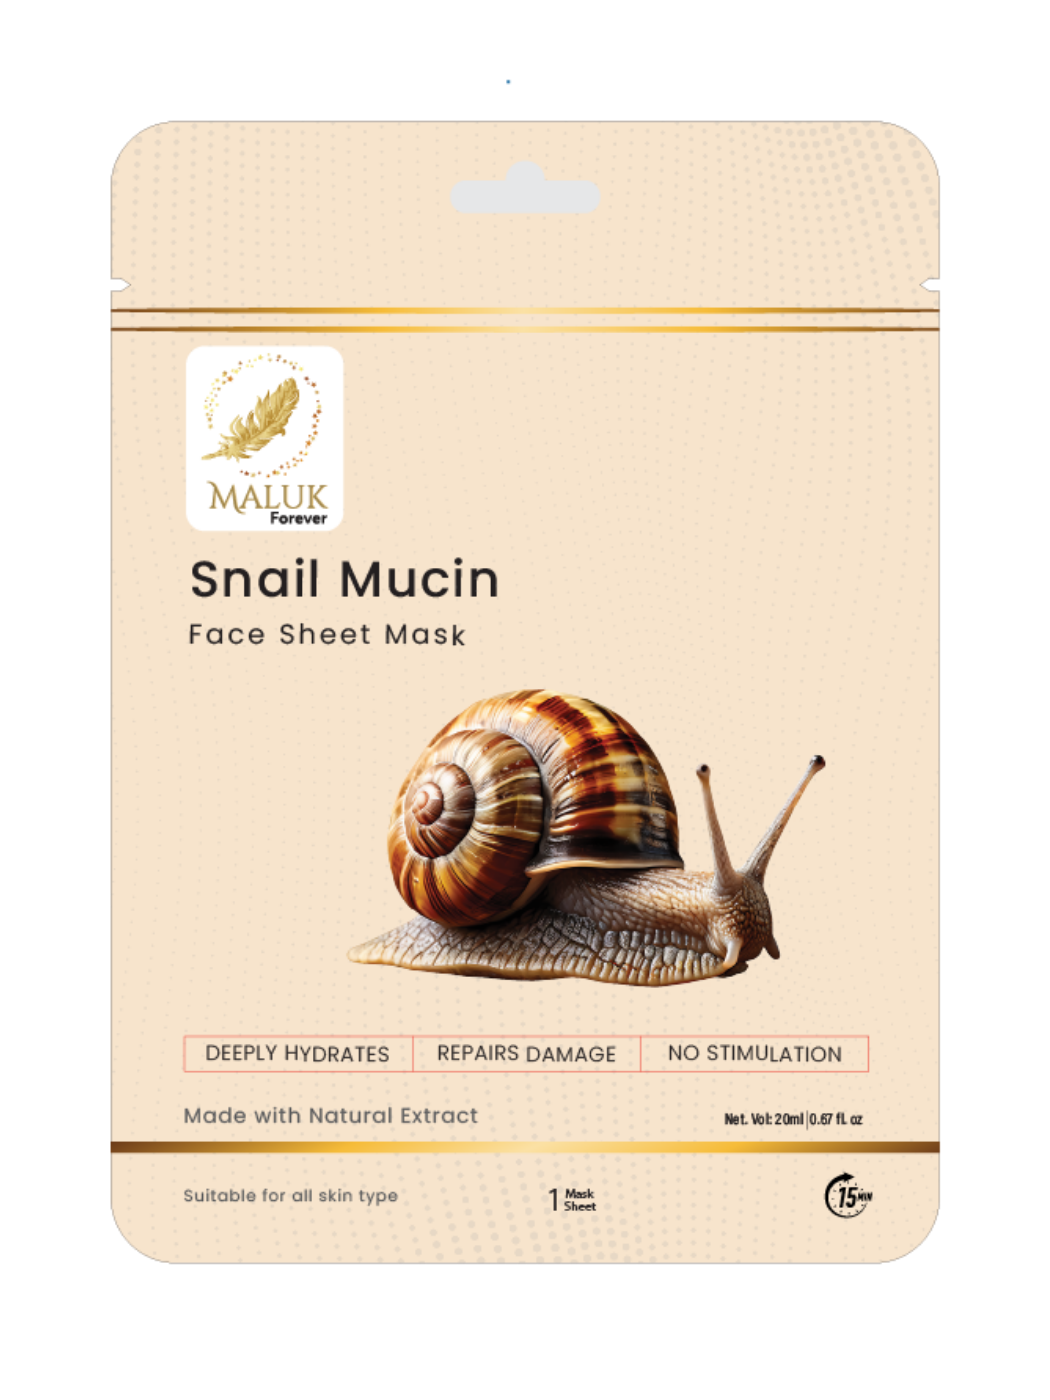 MALUK
Forever
Snail Mucin
Face Sheet Mask
DEEPLY HYDRATES
REPAIRS DAMAGE
NO STIMULATION
Made with Natural Extract
Net. Vol: 20ml|0.67 fl. oz
Suitable for all skin type
1 Mask
Sheet
15 MIN